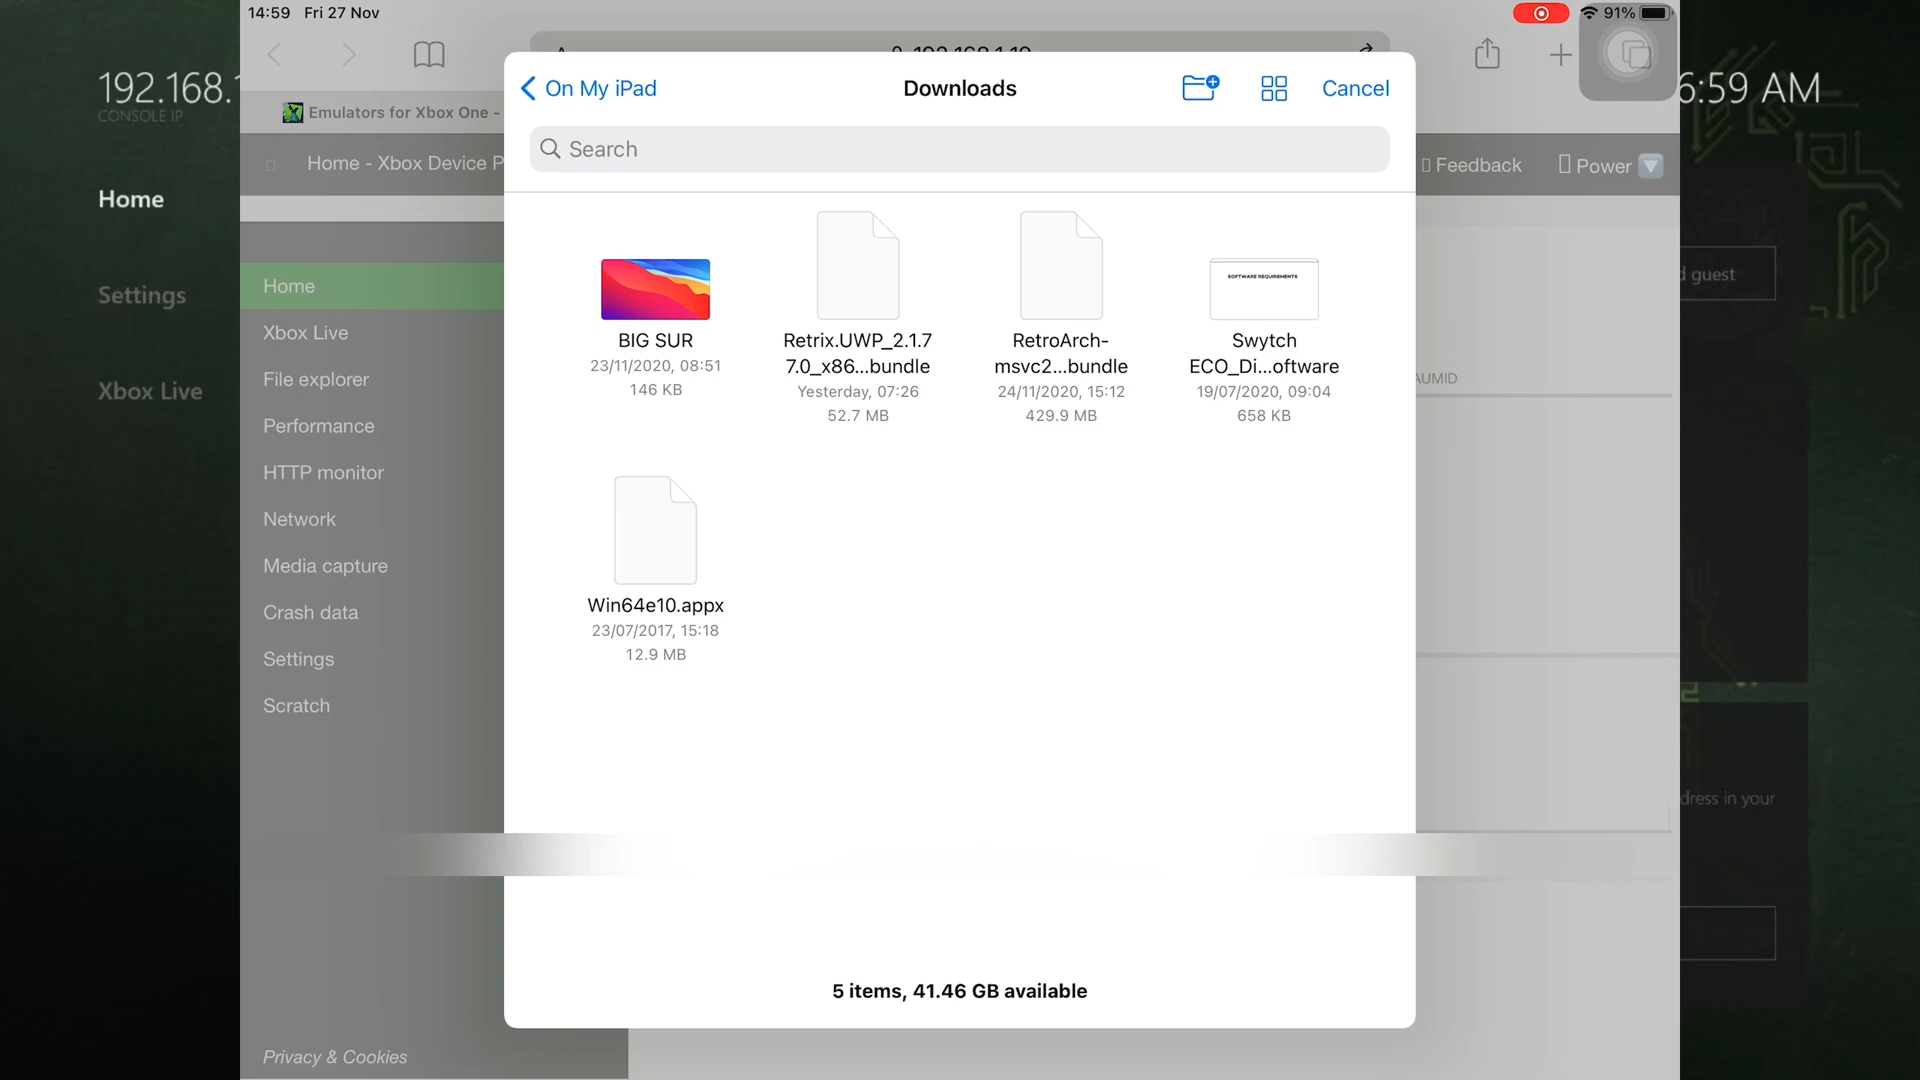 14:59 Fri 27 Nov
91%
192.168.
CONSOLE IP
6:59 AM
On My iPad
Downloads
Cancel
Emulators for Xbox One -
Search
Home - Xbox Device P
Feedback
Power
Home
Settings
Xbox Live
Home
Xbox Live
File explorer
Performance
HTTP monitor
Network
Media capture
Crash data
Settings
Scratch
Privacy & Cookies
BIG SUR
23/11/2020, 08:51
146 KB
Retrix.UWP_2.1.7
7.0_x86...bundle
Yesterday, 07:26
52.7 MB
RetroArch-
msvc2...bundle
24/11/2020, 15:12
429.9 MB
SOFTWARE REQUIREMENTS
Swytch
ECO_Di...oftware
19/07/2020, 09:04
658 KB
Win64e10.appx
23/07/2017, 15:18
12.9 MB
5 items, 41.46 GB available
guest
AUMID
dress in your